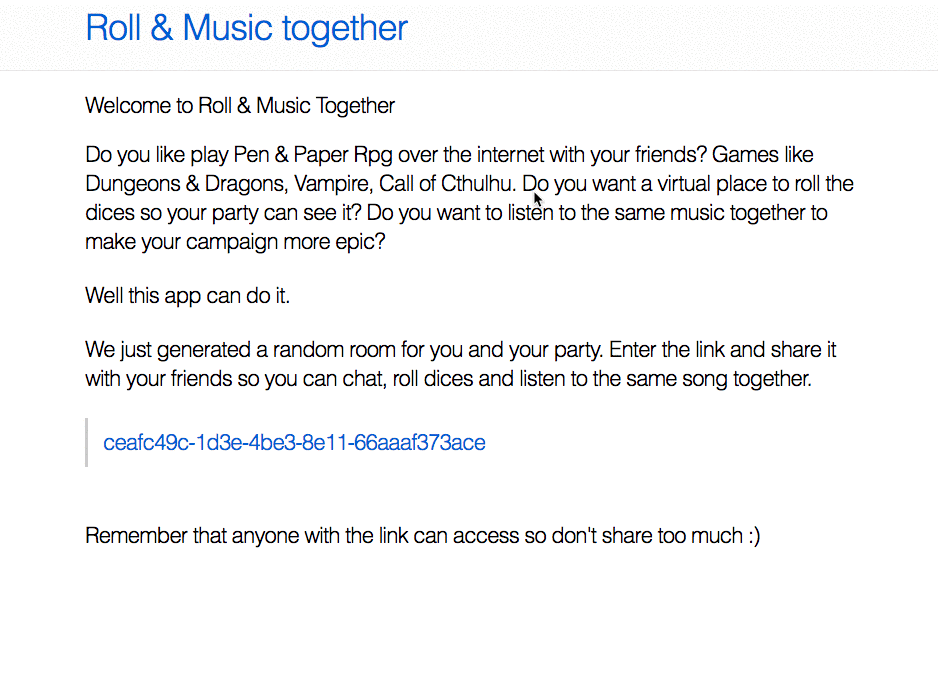 Roll & Music together
Welcome to Roll & Music Together
Do you like play Pen & Paper Rpg over the internet with your friends? Games like
Dungeons & Dragons, Vampire, Call of Cthulhu. Do you want a virtual place to roll the
dices so your party can see it? Do you want to listen to the same music together to
make your campaign more epic?
Well this app can do it.
We just generated a random room for you and your party. Enter the link and share it
with your friends so you can chat, roll dices and listen to the same song together.
ceafc49c-1d3e-4be3-8e11-66aaaf373ace
Remember that anyone with the link can access so don't share too much :)